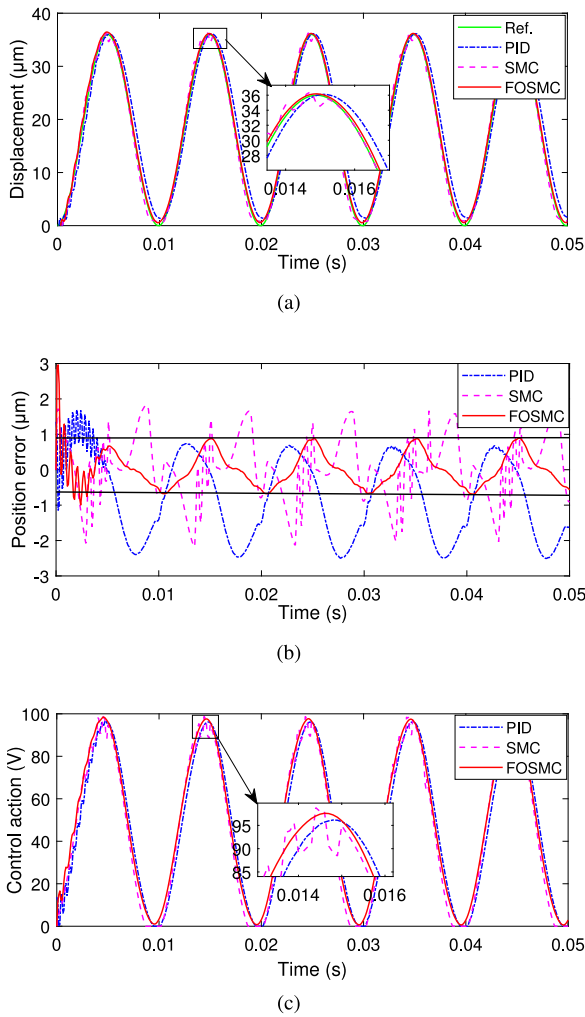 40
30
20
10
0
Displacement (μm)
Ref.
PID
SMC
FOSMC
36
34
32
30
28
0.014 0.016
0 0.01 0.02 0.03 0.04 0.05
Time (s)
(a)
3
2
1
0
-1
-2
-3
Position error (μm)
PID
SMC
FOSMC
0 0.01 0.02 0.03 0.04 0.05
Time (s)
(b)
100
80
60
40
20
0
Control action (V)
PID
SMC
FOSMC
95
90
85
0.014 0.016
0 0.01 0.02 0.03 0.04 0.05
Time (s)
(c)